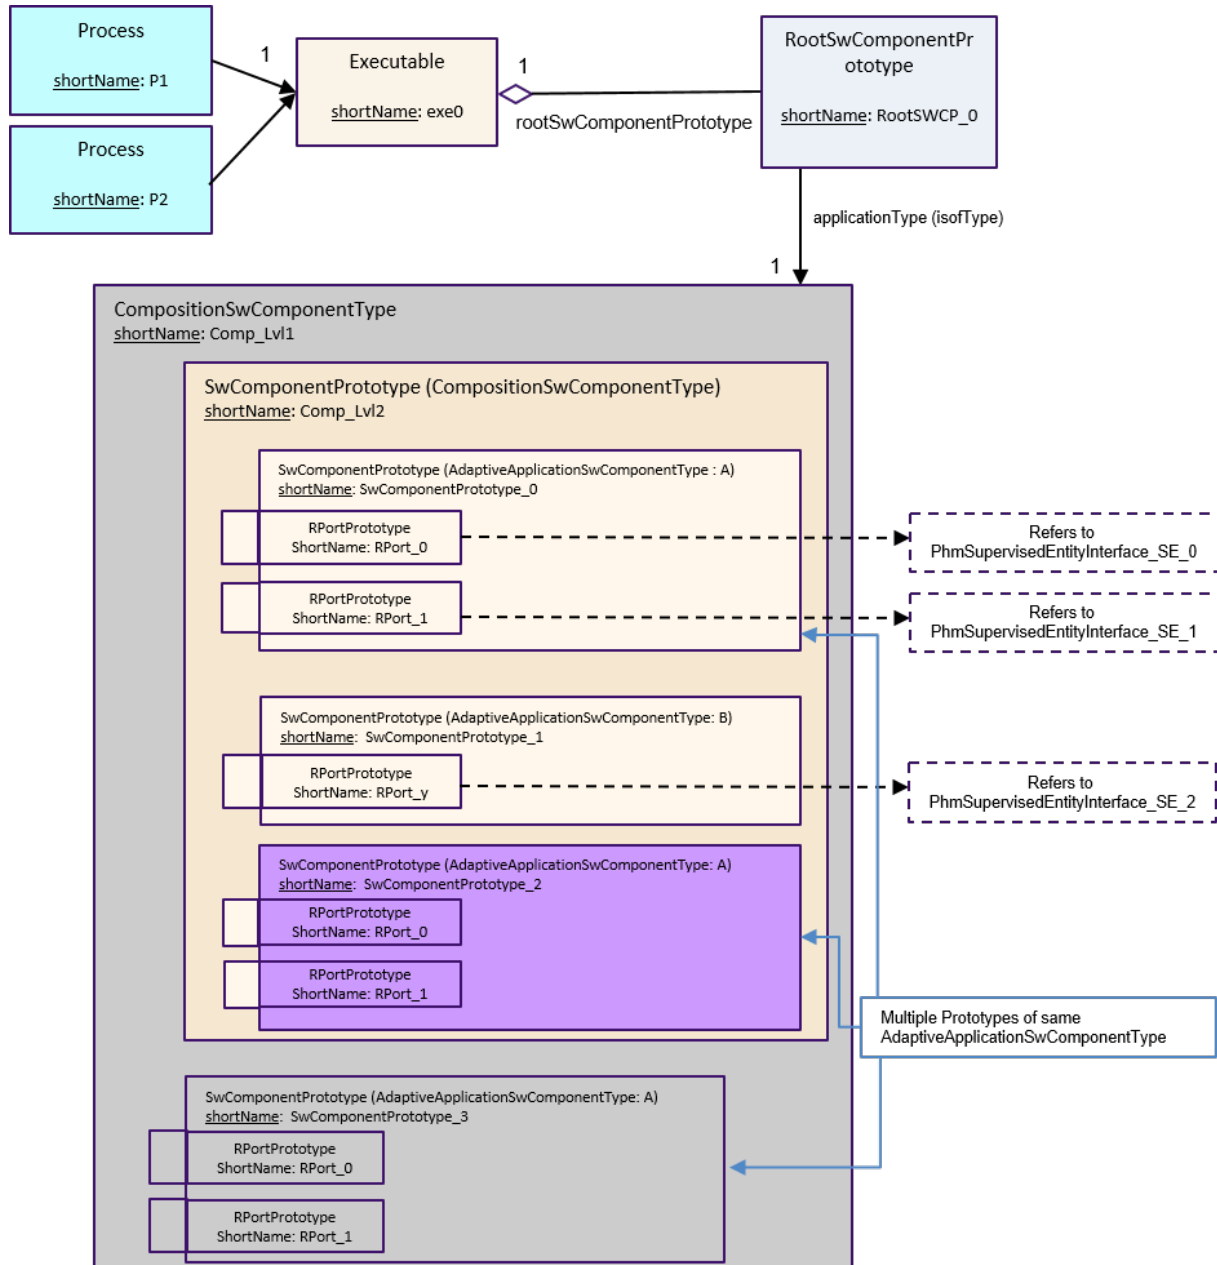 Process
shortName: P1
1
Executable
shortName: exe0
1
rootSwComponentPrototype
RootSwComponentPr
ototype
shortName: RootSWCP_0
Process
shortName: P2
applicationType (isofType)
1
CompositionSwComponentType
shortName: Comp_Lvl1
SwComponentPrototype (CompositionSwComponentType)
shortName: Comp_Lvl2
SwComponentPrototype (AdaptiveApplicationSwComponentType : A)
shortName: SwComponentPrototype_0
RPortPrototype
ShortName: RPort_0
Refers to
PhmSupervisedEntityInterface_SE_0
RPortPrototype
ShortName: RPort_1
Refers to
PhmSupervisedEntityInterface_SE_1
SwComponentPrototype (AdaptiveApplicationSwComponentType: B)
shortName: SwComponentPrototype_1
RPortPrototype
ShortName: RPort_y
Refers to
PhmSupervisedEntityInterface_SE_2
SwComponentPrototype (AdaptiveApplicationSwComponentType: A)
shortName: SwComponentPrototype_2
RPortPrototype
ShortName: RPort_0
RPortPrototype
ShortName: RPort_1
Multiple Prototypes of same
AdaptiveApplicationSwComponentType
SwComponentPrototype (AdaptiveApplicationSwComponentType: A)
shortName: SwComponentPrototype_3
RPortPrototype
ShortName: RPort_0
RPortPrototype
ShortName: RPort_1